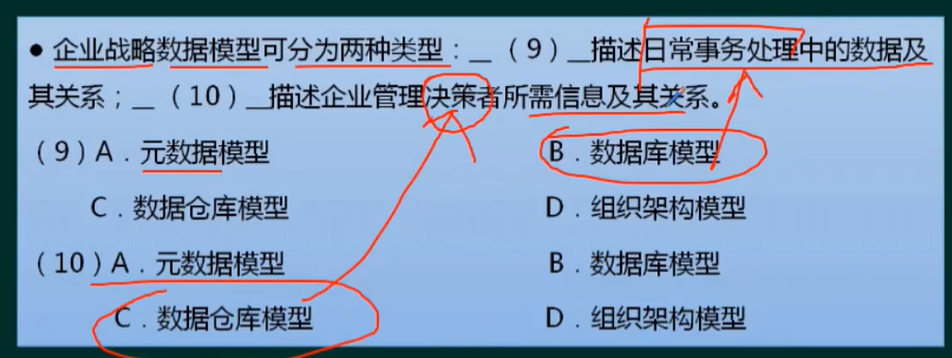 ● 企业战略数据模型可分为两种类型：__（9）__描述日常事务处理中的数据及
其关系；__（10）__描述企业管理决策者所需信息及其关系。
（9）A．元数据模型 B．数据库模型
C．数据仓库模型 D．组织架构模型
（10）A．元数据模型 B．数据库模型
C．数据仓库模型 D．组织架构模型